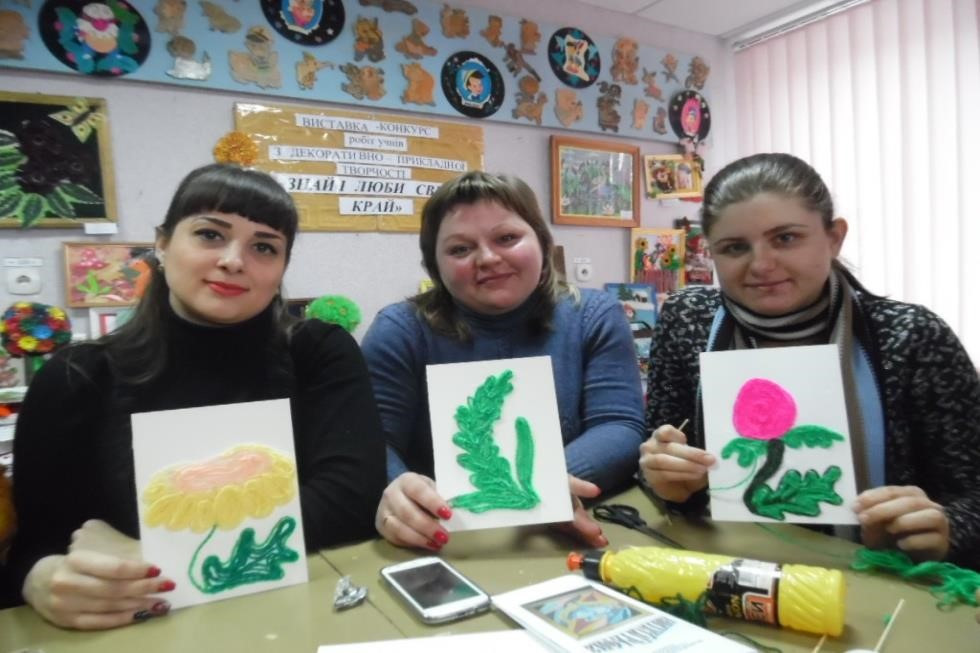 ВИСТАВКА -КОНКУРС
робіт учнів
З ДЕКОРАТИВНО – ПРИКЛАДНОЇ
ТВОРЧОСТІ
ЗНАЙ І ЛЮБИ
КРАЙ»